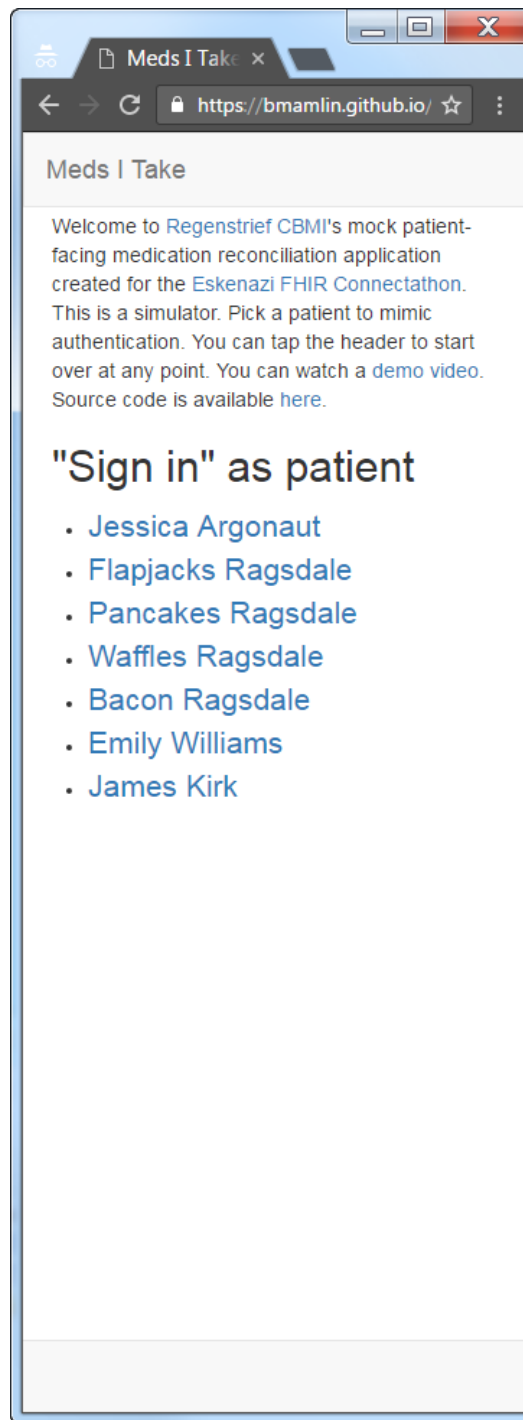 Meds I Take
https://bmamlin.github.io/
Meds I Take
Welcome to Regenstrief CBMI's mock patient-
facing medication reconciliation application
created for the Eskenazi FHIR Connectathon.
This is a simulator. Pick a patient to mimic
authentication. You can tap the header to start
over at any point. You can watch a demo video.
Source code is available here.
"Sign in" as patient
Jessica Argonaut
Flapjacks Ragsdale
Pancakes Ragsdale
Waffles Ragsdale
Bacon Ragsdale
Emily Williams
James Kirk